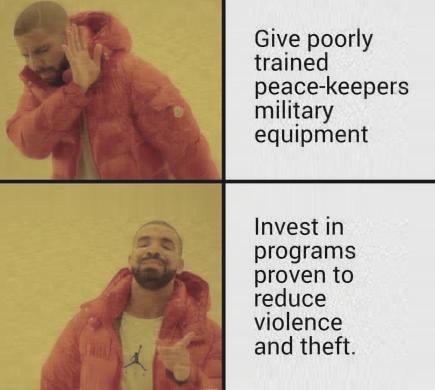 Give poorly
trained
peace-keepers
military
equipment
Invest in
programs
proven to
reduce
violence
and theft.